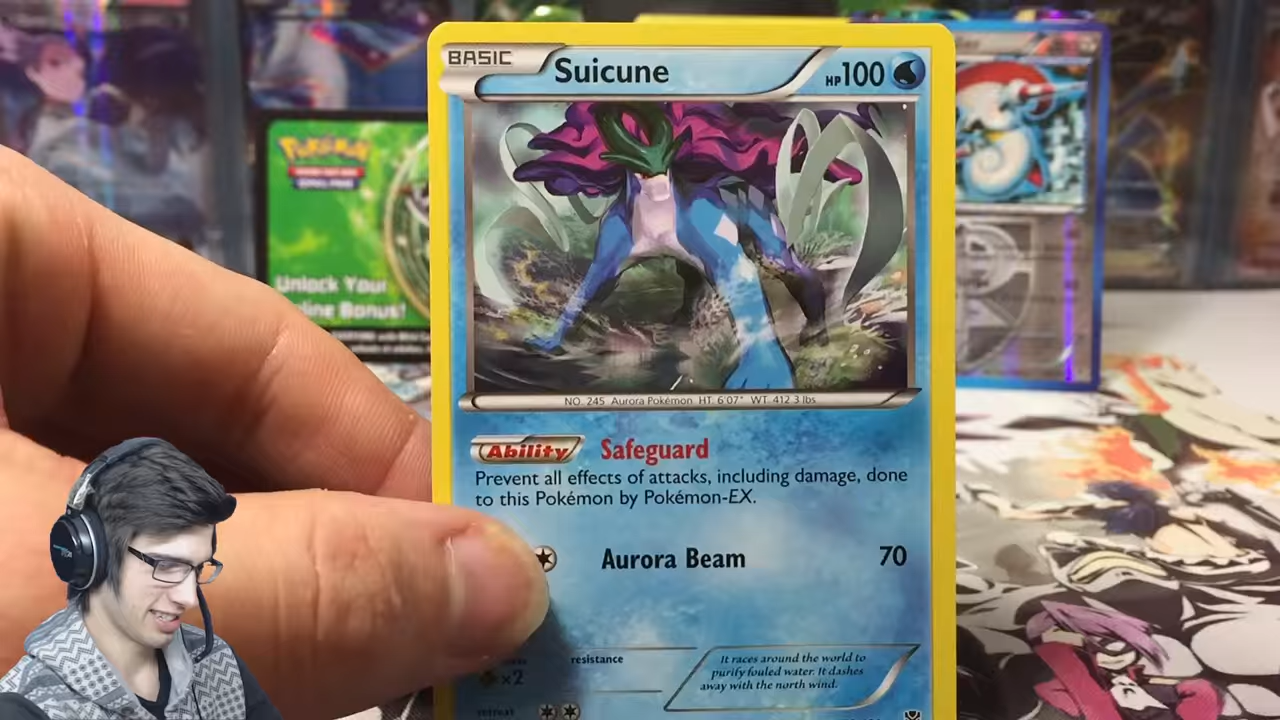 BASIC
Suicune
HP100
Pokémon
Unlock Your
line Bonus!
NO. 245 Aurora Pokémon HT. 6'07" WT. 412.3 lbs
Ability Safeguard
Prevent all effects of attacks, including damage, done
to this Pokémon by Pokémon-EX.
Aurora Beam 70
resistance
×2
It races around the world to
purify fouled water. It dashes
away with the north wind.
retreat